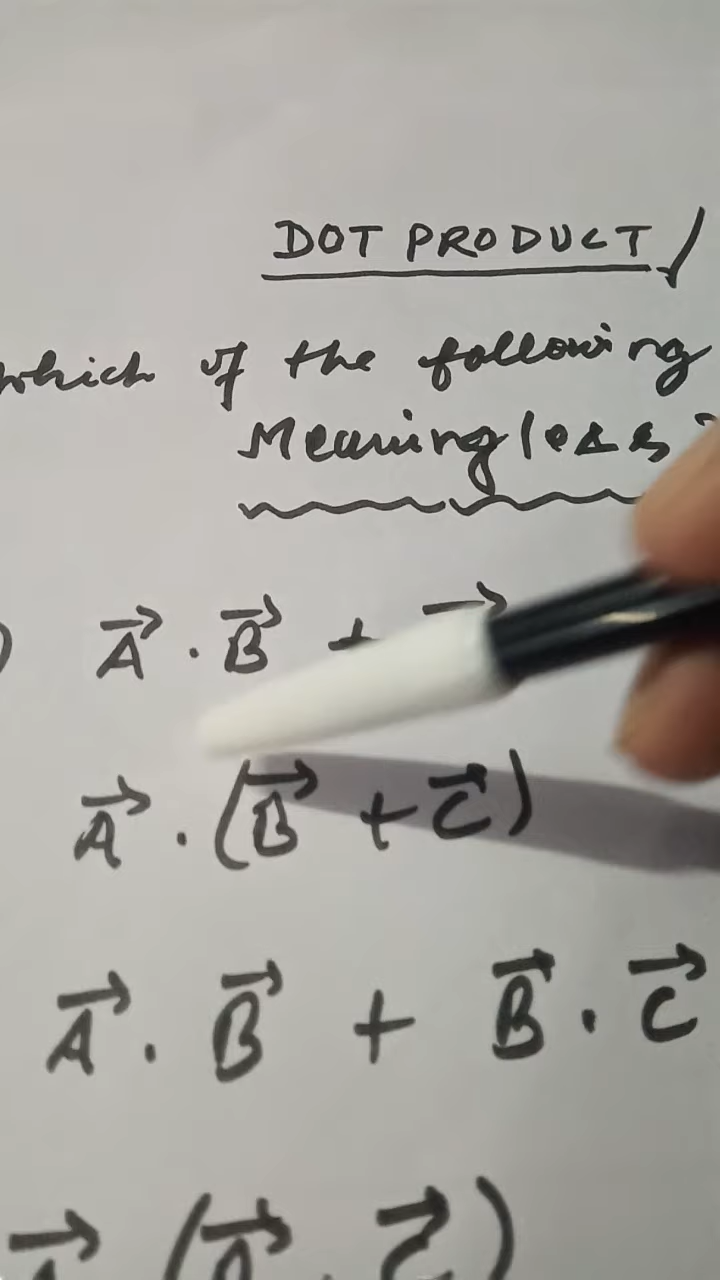 DOT PRODUCT
which of the following
Meaningless
A⃗ . B⃗ +
A⃗ . (B⃗ + C⃗)
A⃗ . B⃗ + B⃗ . C⃗